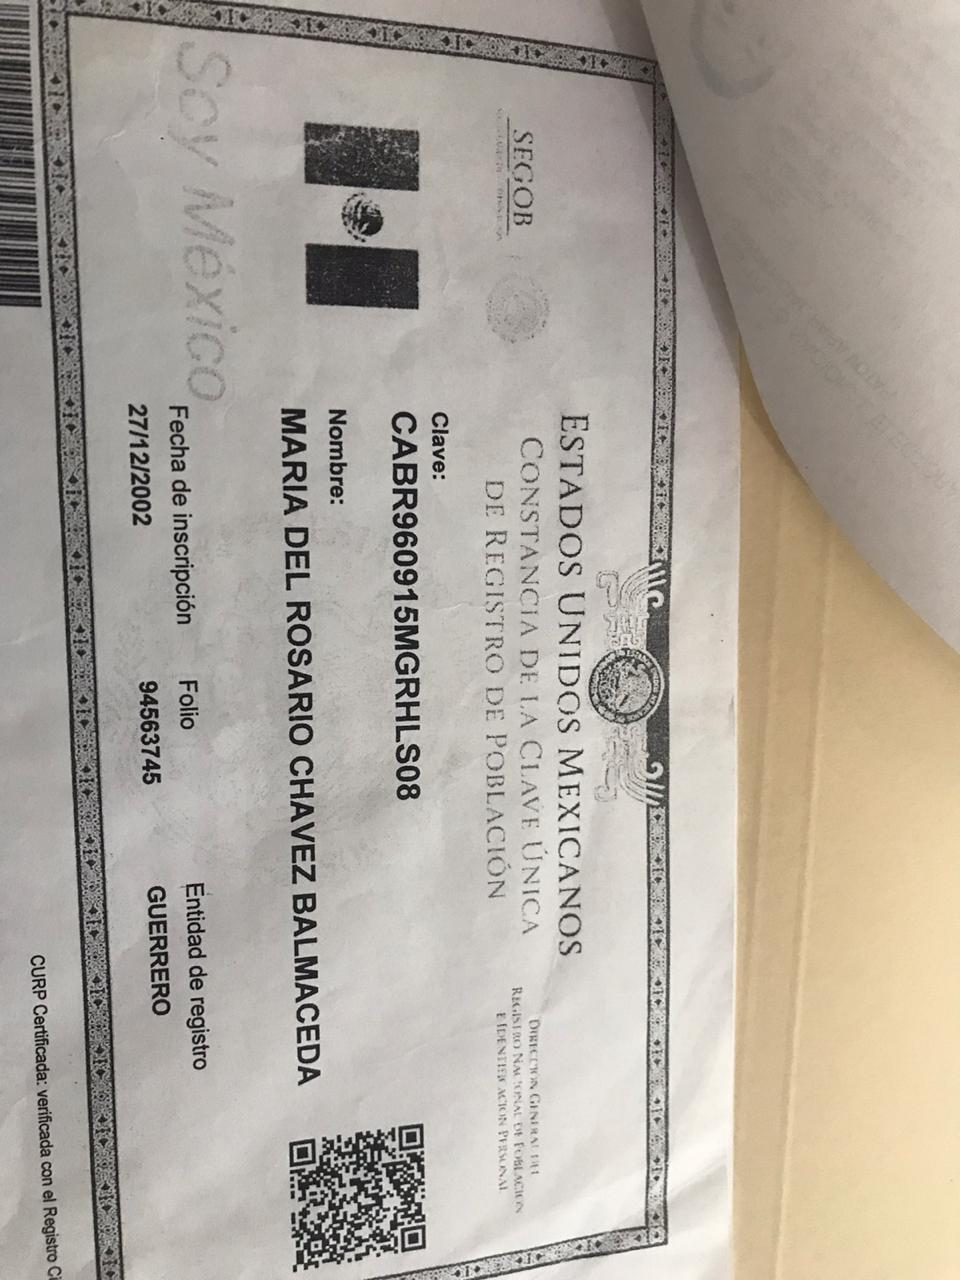 SEGOB
ESTADOS UNIDOS MEXICANOS
CONSTANCIA DE LA CLAVE ÚNICA
DE REGISTRO DE POBLACIÓN
DIRECCIÓN GENERAL DEL
REGISTRO NACIONAL DE POBLACIÓN
E IDENTIFICACIÓN PERSONAL
Clave:
CABR960915MGRHLS08
Nombre:
MARIA DEL ROSARIO CHAVEZ BALMACEDA
Soy México
Fecha de inscripción
27/12/2002
Folio
94563745
Entidad de registro
GUERRERO
CURP Certificada: verificada con el Registro